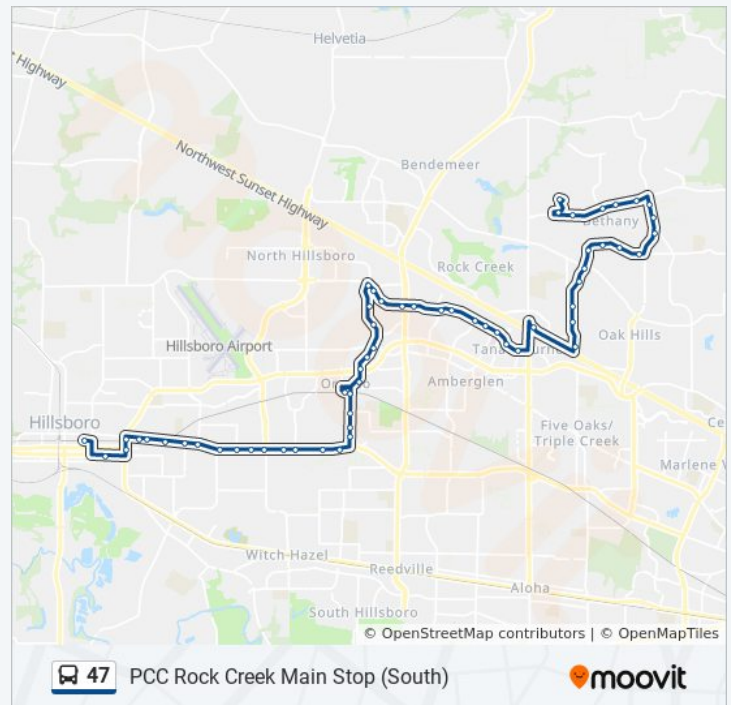 Helvetia
Highway
Northwest Sunset Highway
Bendemeer
Bethany
North Hillsboro
Rock Creek
Hillsboro Airport
Oak Hills
Amberglen
Hillsboro
Five Oaks/
Triple Creek
Marlene V
Witch Hazel
Reedville
Aloha
South Hillsboro
© OpenStreetMap contributors | © OpenMapTiles
47 PCC Rock Creek Main Stop (South)
moovit